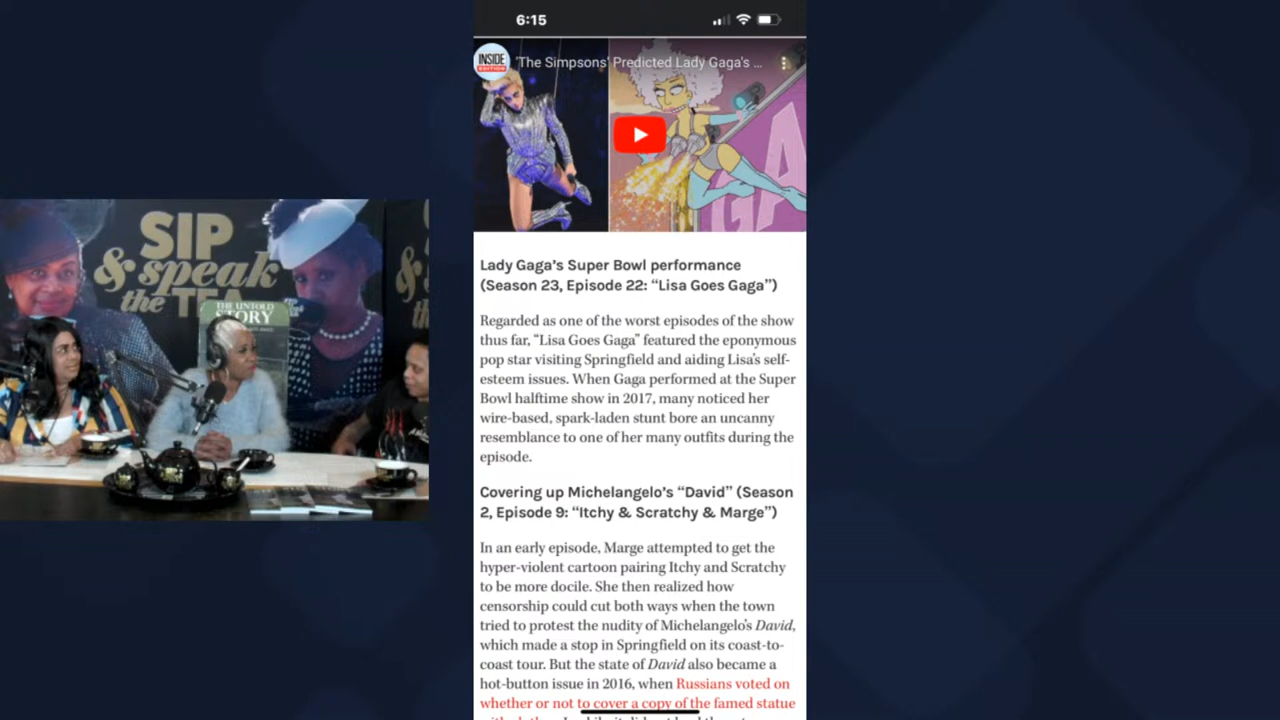 6:15
INSIDE
EDITION
'The Simpsons' Predicted Lady Gaga's ...
GA
SIP
& speak
the TEA
THE UNTOLD
STORY
Lady Gaga’s Super Bowl performance
(Season 23, Episode 22: “Lisa Goes Gaga”)
Regarded as one of the worst episodes of the show
thus far, “Lisa Goes Gaga” featured the eponymous
pop star visiting Springfield and aiding Lisa’s self-
esteem issues. When Gaga performed at the Super
Bowl halftime show in 2017, many noticed her
wire-based, spark-laden stunt bore an uncanny
resemblance to one of her many outfits during the
episode.
Covering up Michelangelo’s “David” (Season
2, Episode 9: “Itchy & Scratchy & Marge”)
In an early episode, Marge attempted to get the
hyper-violent cartoon pairing Itchy and Scratchy
to be more docile. She then realized how
censorship could cut both ways when the town
tried to protest the nudity of Michelangelo’s David,
which made a stop in Springfield on its coast-to-
coast tour. But the state of David also became a
hot-button issue in 2016, when Russians voted on
whether or not to cover a copy of the famed statue